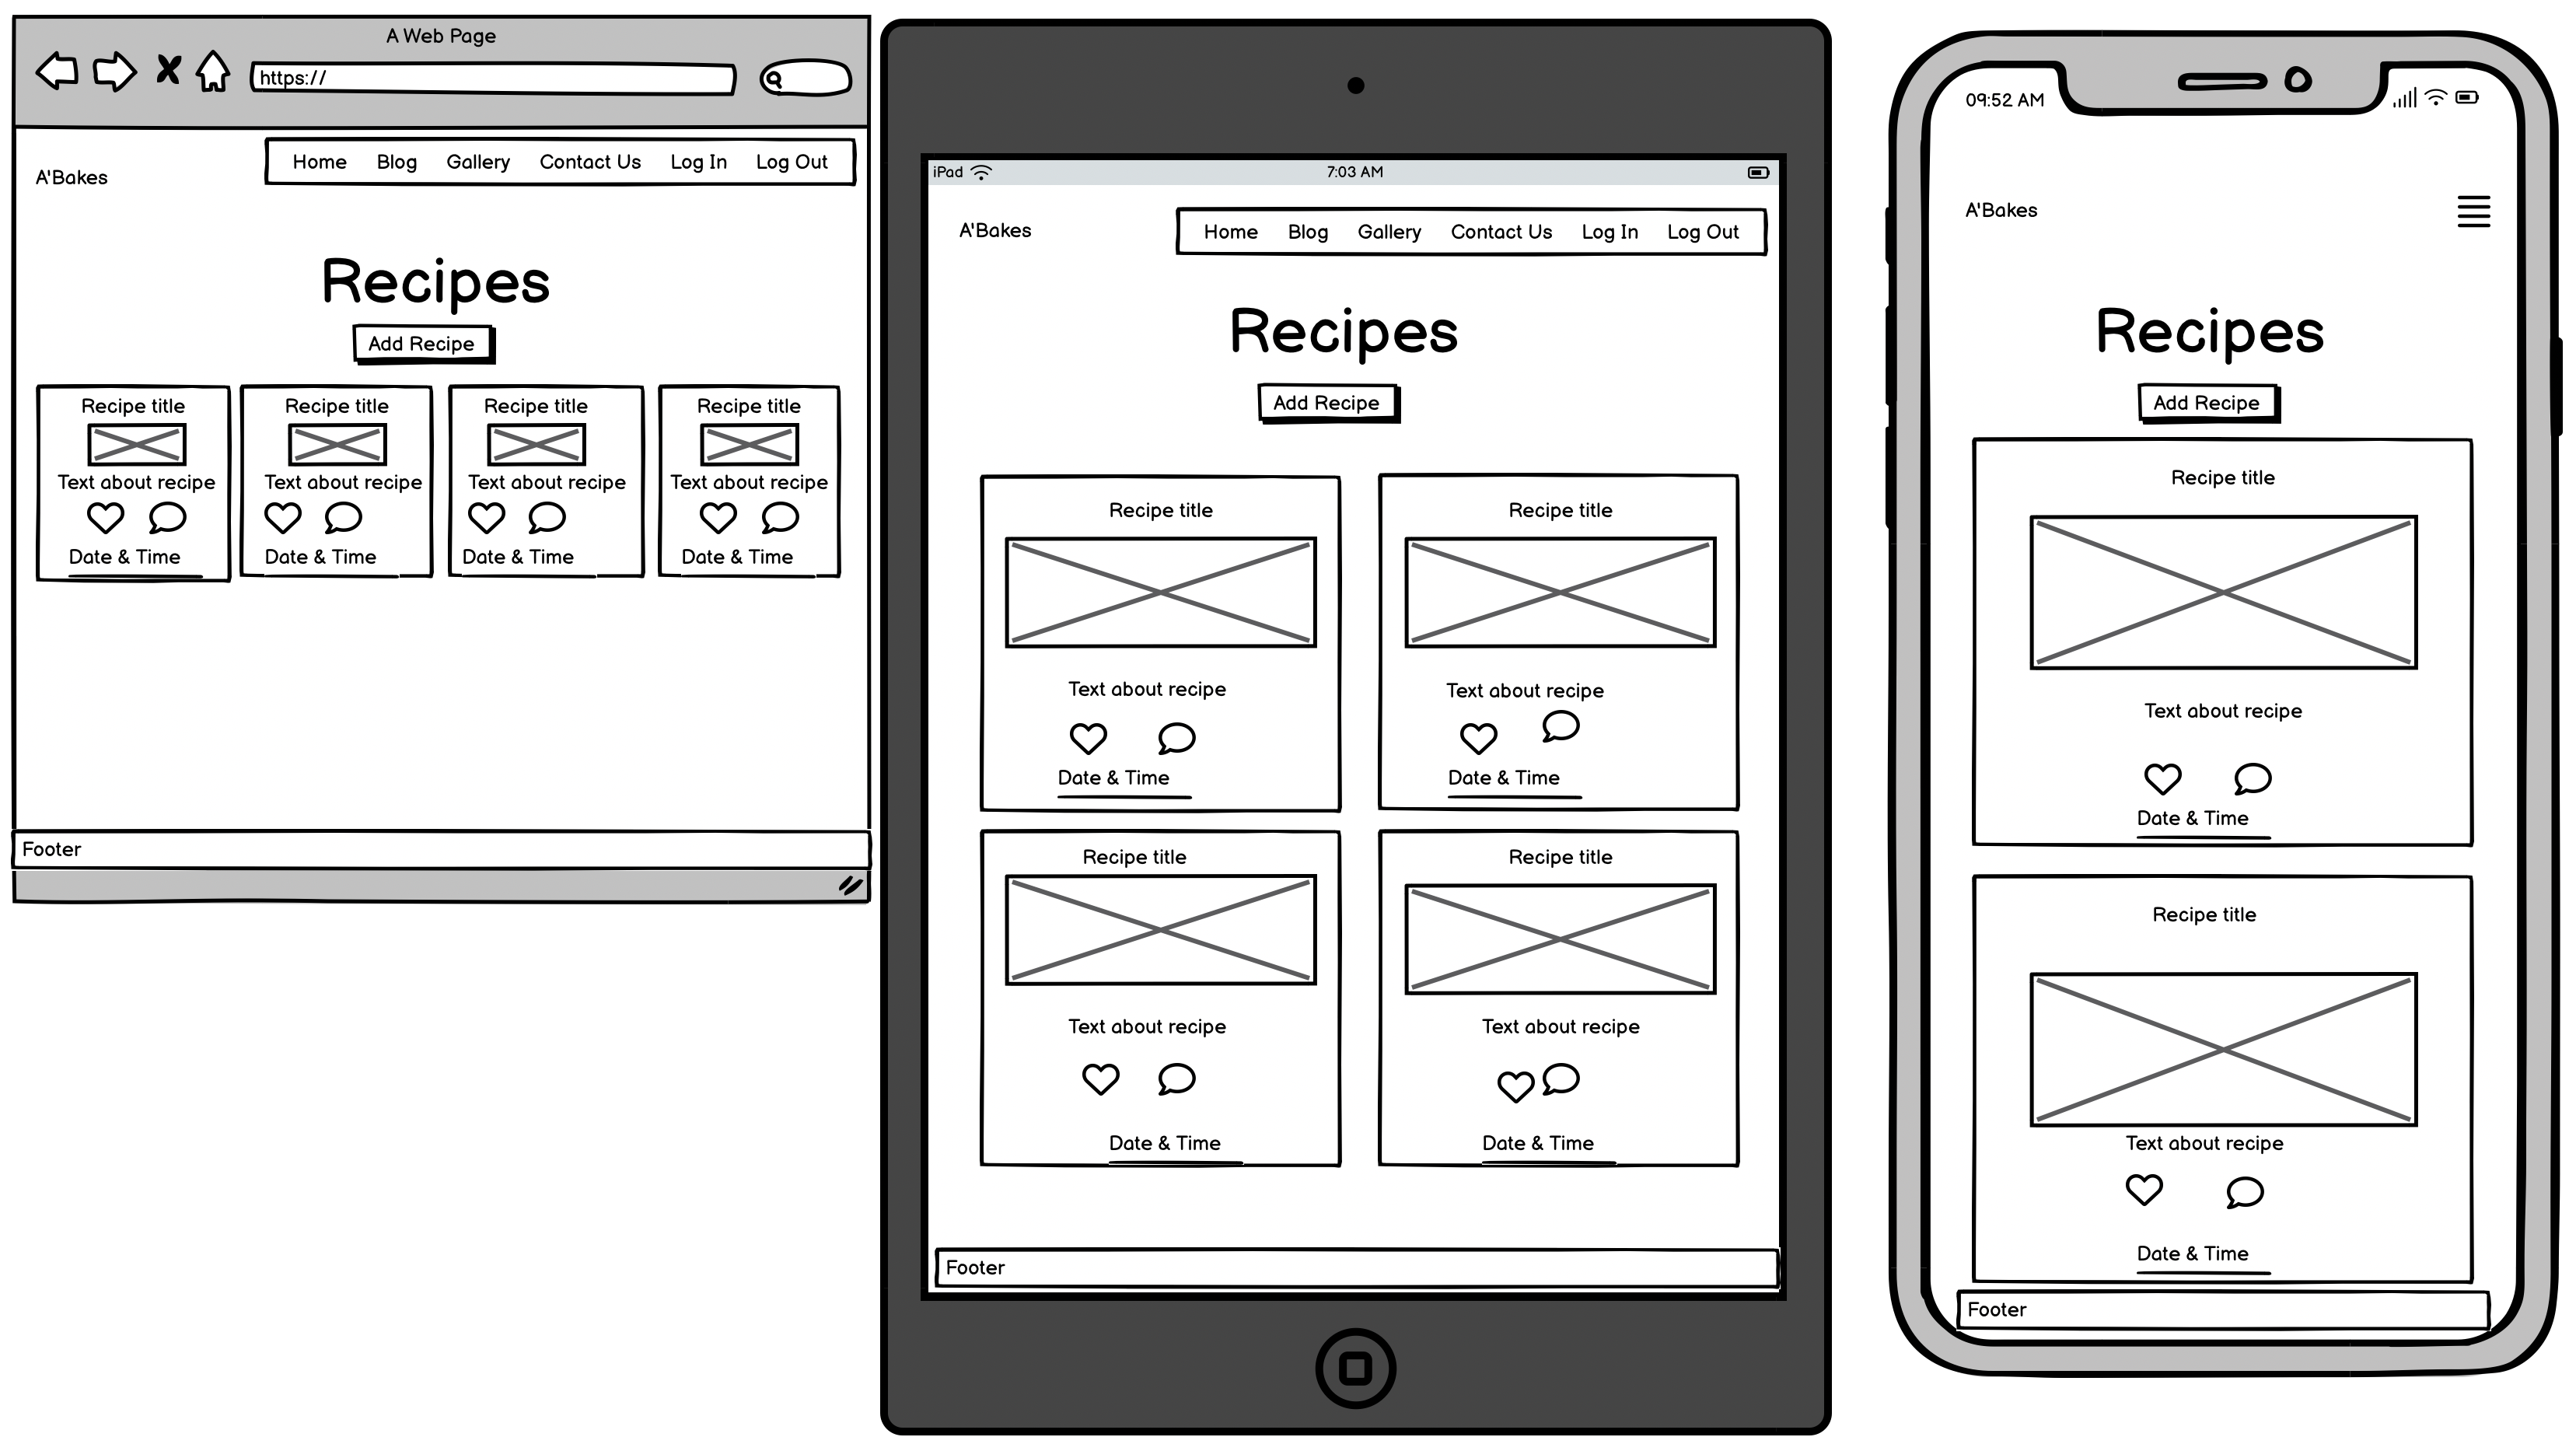 A Web Page
https://
Home Blog Gallery Contact Us Log In Log Out
A'Bakes
Recipes
Add Recipe
Recipe title Recipe title Recipe title Recipe title
Text about recipe Text about recipe Text about recipe Text about recipe
Date & Time Date & Time Date & Time Date & Time
Footer
iPad 7:03 AM
A'Bakes Home Blog Gallery Contact Us Log In Log Out
Recipes
Add Recipe
Recipe title Recipe title
Text about recipe Text about recipe
Date & Time Date & Time
Recipe title Recipe title
Text about recipe Text about recipe
Date & Time Date & Time
Footer
09:52 AM
A'Bakes
Recipes
Add Recipe
Recipe title
Text about recipe
Date & Time
Recipe title
Text about recipe
Date & Time
Footer